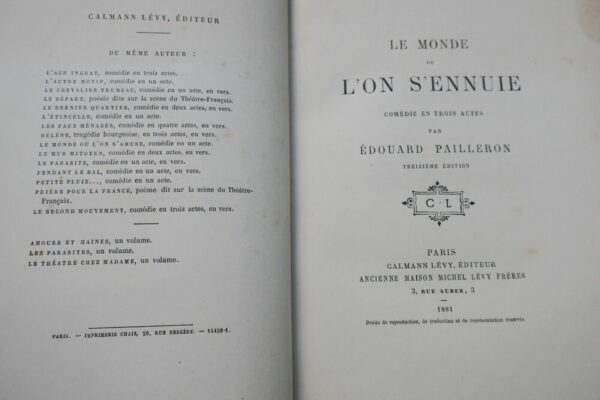 CALMANN LÉVY, ÉDITEUR
DU MÊME AUTEUR :
L'AGE INGRAT, comédie en trois actes.
L'AUTRE MOTIF, comédie en un acte.
LE CHEVALIER TRUMEAU, comédie en un acte, en vers.
LE DÉPART, poésie dite sur la scène du Théâtre-Français.
LE DERNIER QUARTIER, comédie en deux actes, en vers.
L'ÉTINCELLE, comédie en un acte.
LES FAUX MÉNAGES, comédie en quatre actes, en vers.
HÉLÈNE, tragédie bourgeoise, en trois actes, en vers.
LE MONDE OU L'ON S'AMUSE, comédie en un acte.
LE MUR MITOYEN, comédie en deux actes, en vers.
LE PARASITE, comédie en un acte, en vers.
PENDANT LE BAL, comédie en un acte, en vers.
PETITE PLUIE..., comédie en un acte.
PRIÈRE POUR LA FRANCE, poème dit sur la scène du Théâtre-
Français.
LE SECOND MOUVEMENT, comédie en trois actes, en vers.
AMOURS ET HAINES, un volume.
LES PARASITES, un volume.
LE THÉATRE CHEZ MADAME, un volume.
PARIS. — IMPRIMERIE CHAIX, 20, RUE BERGÈRE. — 11420-1.
LE MONDE
OU
L'ON S'ENNUIE
COMÉDIE EN TROIS ACTES
PAR
ÉDOUARD PAILLERON
TREIZIÈME ÉDITION
C · L
PARIS
CALMANN LÉVY, ÉDITEUR
ANCIENNE MAISON MICHEL LÉVY FRÈRES
3, RUE AUBER, 3
1881
Droits de reproduction, de traduction et de représentation réservés.